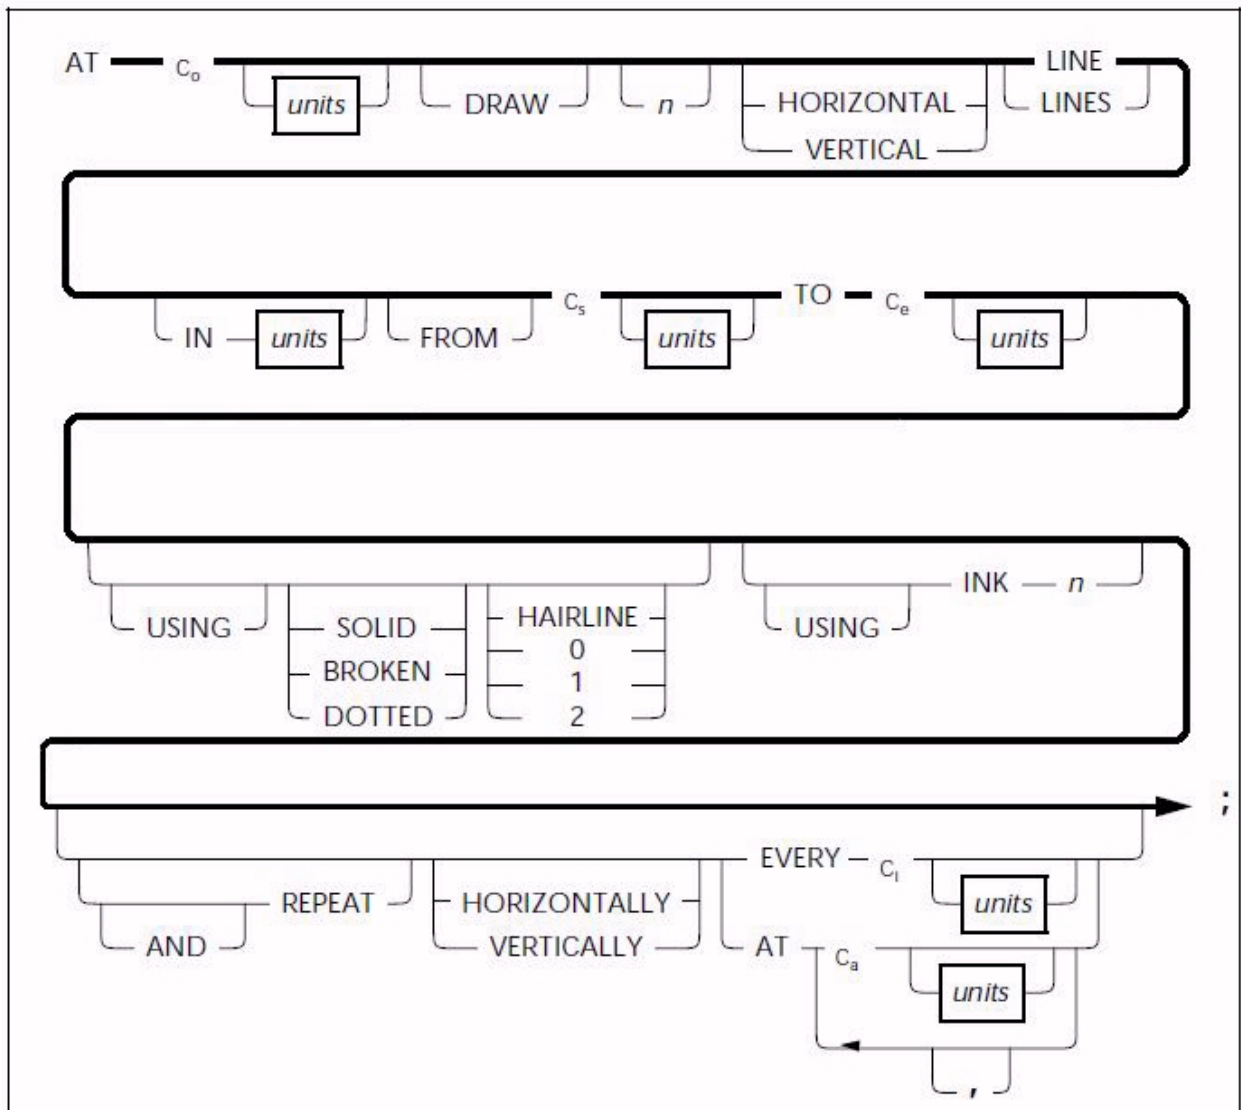 AT Co LINE
units DRAW n HORIZONTAL LINES
VERTICAL
Cs TO Ce
IN units FROM units units
INK n
USING SOLID HAIRLINE USING
BROKEN 0
DOTTED 1
2
;
EVERY CI
REPEAT HORIZONTALLY units
AND VERTICALLY AT Ca
units
,